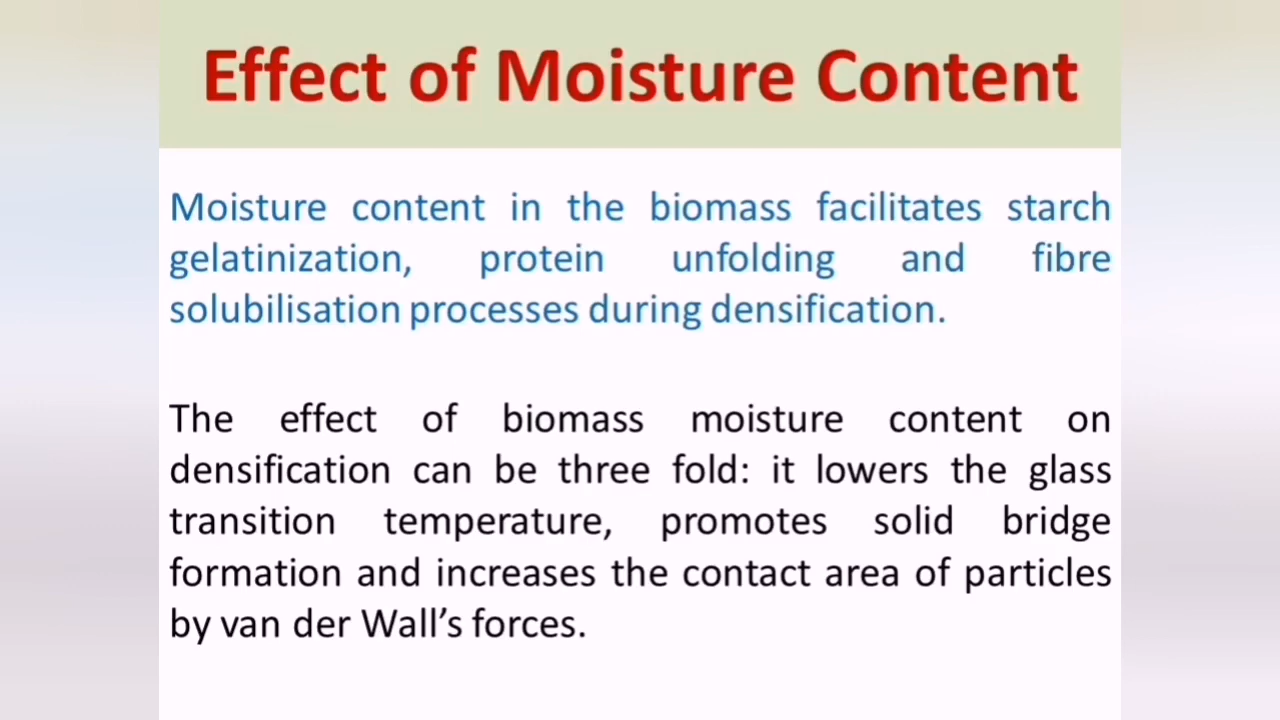 Effect of Moisture Content
Moisture content in the biomass facilitates starch
gelatinization, protein unfolding and fibre
solubilisation processes during densification.
The effect of biomass moisture content on
densification can be three fold: it lowers the glass
transition temperature, promotes solid bridge
formation and increases the contact area of particles
by van der Wall’s forces.